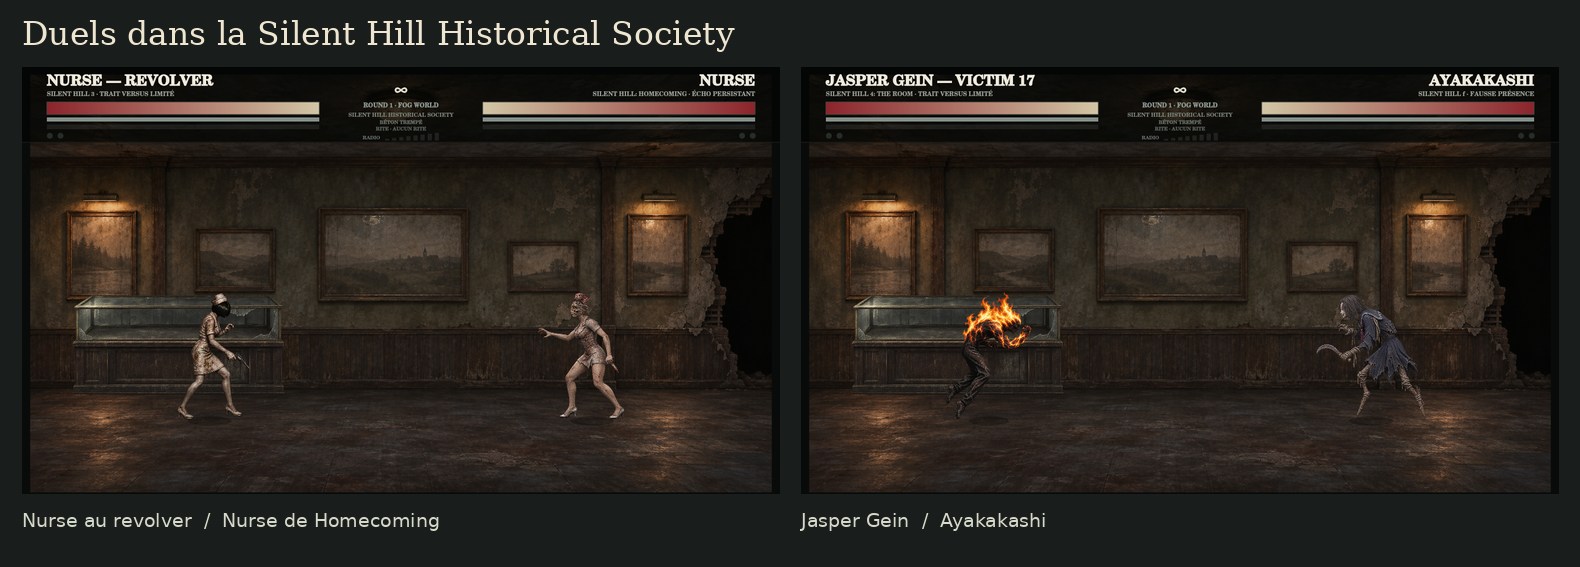 Duels dans la Silent Hill Historical Society
NURSE — REVOLVER
SILENT HILL 3 · TRAIT VERSUS LIMITÉ
∞
ROUND 1 · FOG WORLD
SILENT HILL HISTORICAL SOCIETY
BÉTON TREMPÉ
RITE · AUCUN RITE
RADIO
NURSE
SILENT HILL: HOMECOMING · ÉCHO PERSISTANT
JASPER GEIN — VICTIM 17
SILENT HILL 4: THE ROOM · TRAIT VERSUS LIMITÉ
∞
ROUND 1 · FOG WORLD
SILENT HILL HISTORICAL SOCIETY
BÉTON TREMPÉ
RITE · AUCUN RITE
RADIO
AYAKAKASHI
SILENT HILL f · FAUSSE PRÉSENCE
Nurse au revolver / Nurse de Homecoming
Jasper Gein / Ayakakashi